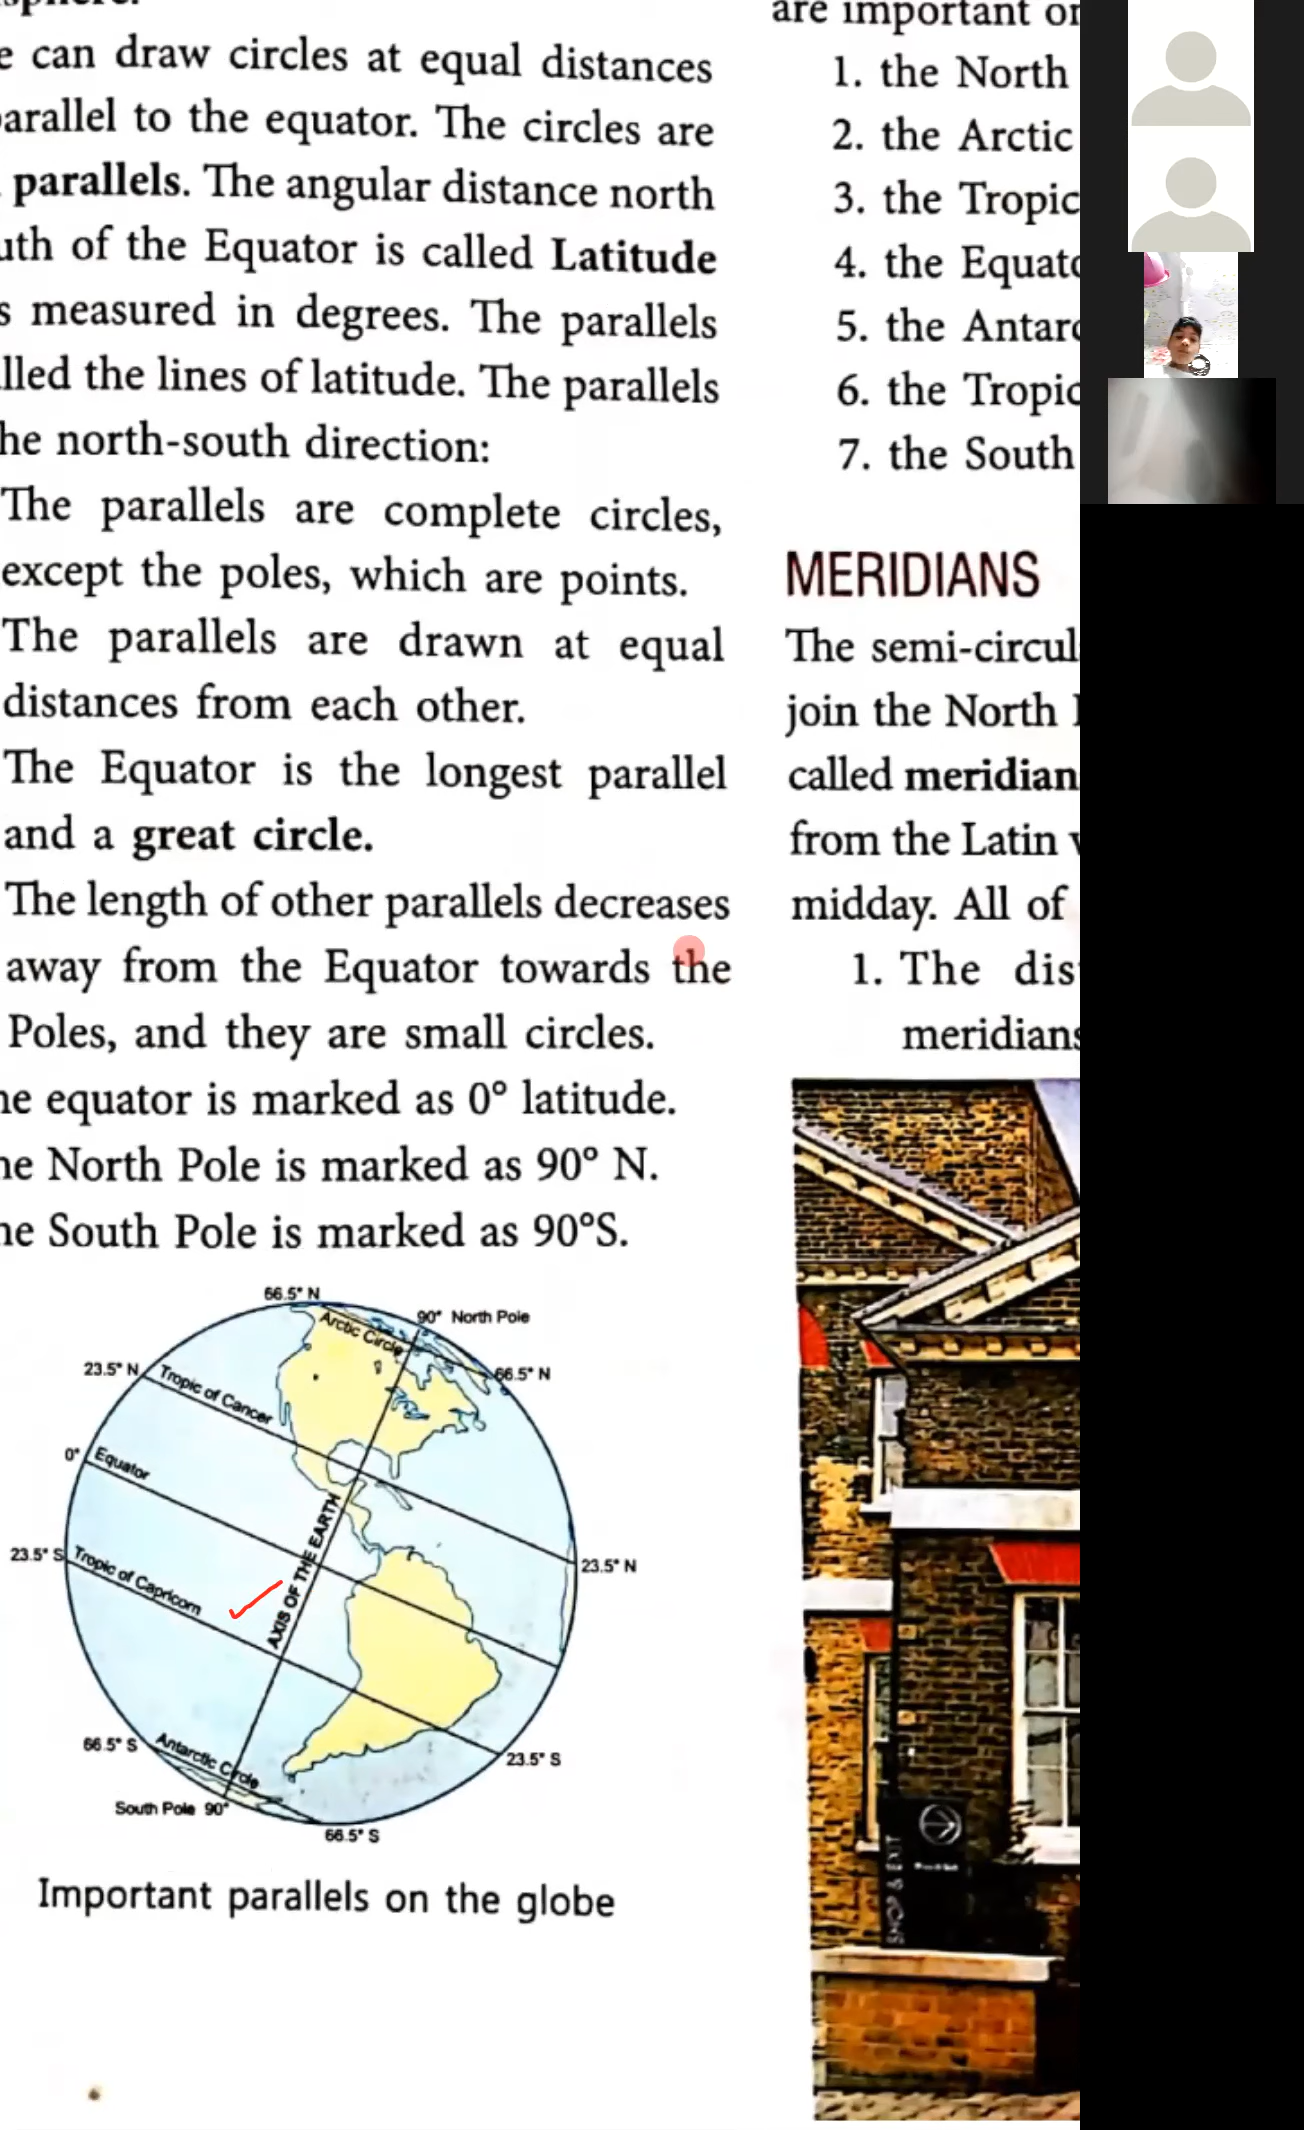 e can draw circles at equal distances
arallel to the equator. The circles are
parallels. The angular distance north
uth of the Equator is called Latitude
s measured in degrees. The parallels
lled the lines of latitude. The parallels
he north-south direction:
The parallels are complete circles,
except the poles, which are points.
The parallels are drawn at equal
distances from each other.
The Equator is the longest parallel
and a great circle.
The length of other parallels decreases
away from the Equator towards the
Poles, and they are small circles.
he equator is marked as 0° latitude.
he North Pole is marked as 90° N.
he South Pole is marked as 90°S.
66.5° N
90° North Pole
Arctic Circle
66.5° N
23.5° N
Tropic of Cancer
0°
Equator
AXIS OF THE EARTH
23.5° S
Tropic of Capricorn
23.5° N
66.5° S
Antarctic Circle
23.5° S
South Pole 90°
66.5° S
Important parallels on the globe
are important or
1. the North
2. the Arctic
3. the Tropic
4. the Equato
5. the Antarc
6. the Tropic
7. the South
MERIDIANS
The semi-circul
join the North
called meridian
from the Latin
midday. All of
1. The dis
meridians
SHOP & EXIT